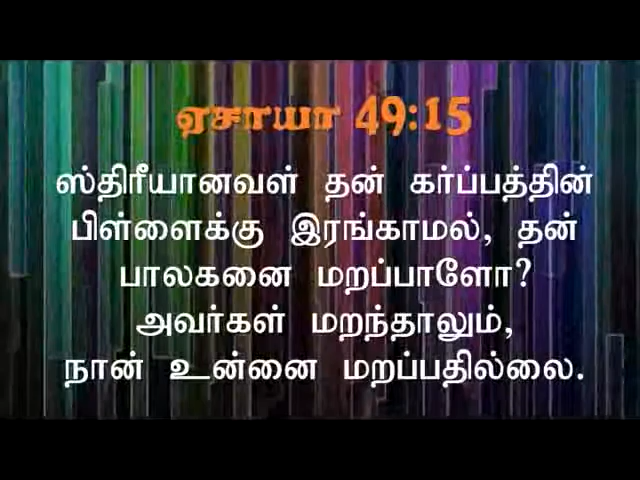 ஏசாயா 49:15
ஸ்திரீயானவள் தன் கர்ப்பத்தின்
பிள்ளைக்கு இரங்காமல், தன்
பாலகனை மறப்பாளோ?
அவர்கள் மறந்தாலும்,
நான் உன்னை மறப்பதில்லை.